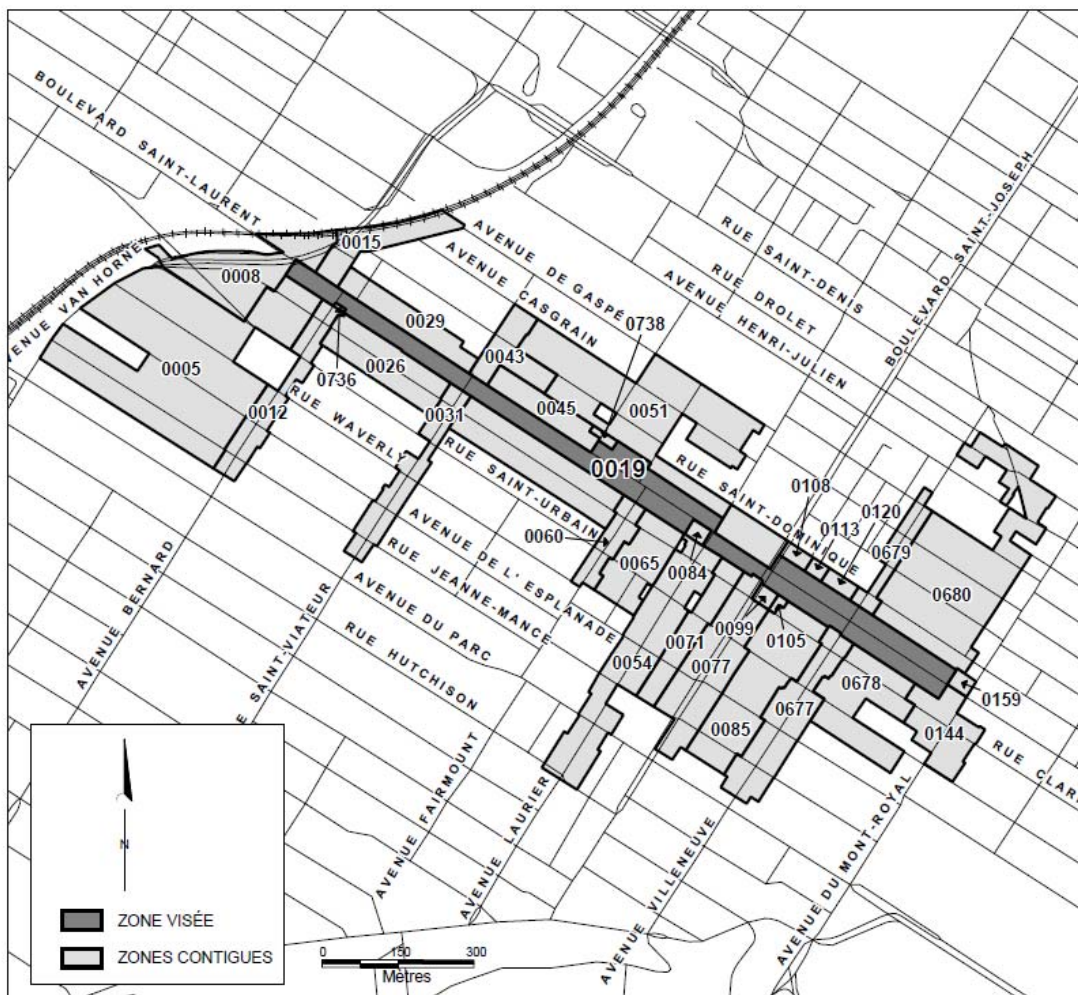 BOULEVARD SAINT-LAURENT
AVENUE VAN HORNE
0015
0008
AVENUE DE GASPÉ
AVENUE CASGRAIN
RUE SAINT-DENIS
RUE DROLET
AVENUE HENRI-JULIEN
BOULEVARD SAINT-JOSEPH
0029
0738
0043
0005
0736
0026
0012
RUE WAVERLY
0031
0045
0051
0019
RUE SAINT-URBAIN
RUE SAINT-DOMINIQUE
0108
0113
0120
0679
0060
0065
0084
0680
AVENUE DE L' ESPLANADE
RUE JEANNE-MANCE
AVENUE DU PARC
RUE HUTCHISON
0099
0105
0054
0071
0077
0085
0677
0678
0159
0144
RUE CLAR
AVENUE BERNARD
E SAINT-VIATEUR
AVENUE FAIRMOUNT
AVENUE LAURIER
AVENUE VILLENEUVE
AVENUE DU MONT-ROYAL
N
ZONE VISÉE
ZONES CONTIGUES
0 150 300
Mètres